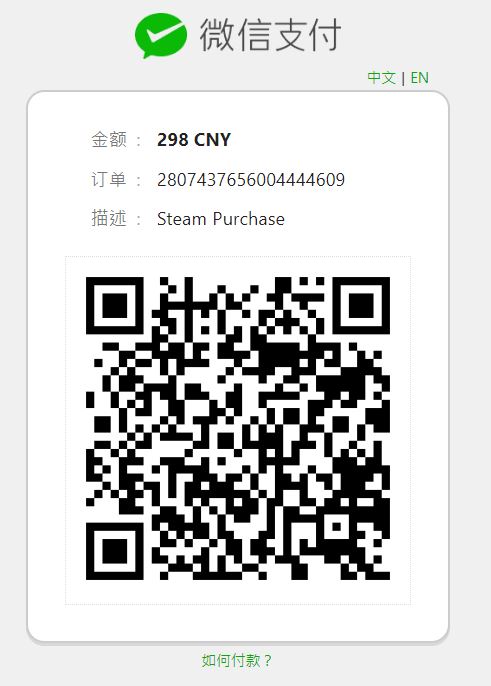 微信支付
中文 | EN
金额 : 298 CNY
订单 : 2807437656004444609
描述 : Steam Purchase
如何付款？